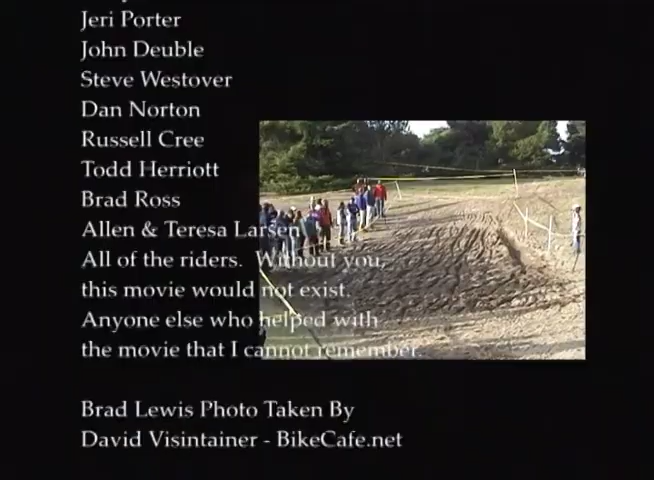 Jeri Porter
John Deuble
Steve Westover
Dan Norton
Russell Cree
Todd Herriott
Brad Ross
Allen & Teresa Larsen
All of the riders. Without you,
this movie would not exist.
Anyone else who helped with
the movie that I cannot remember.
Brad Lewis Photo Taken By
David Visintainer - BikeCafe.net